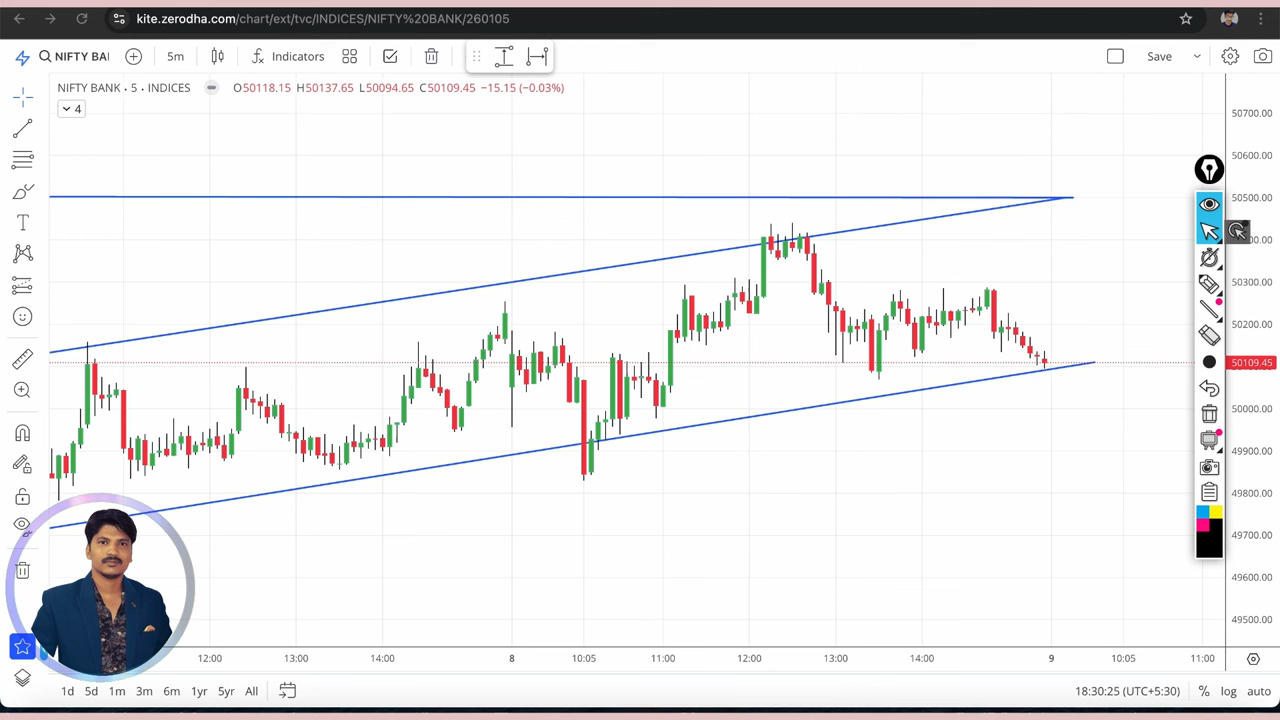 kite.zerodha.com/chart/ext/tvc/INDICES/NIFTY%20BANK/260105
NIFTY BAI
5m
Indicators
Save
NIFTY BANK · 5 · INDICES O50118.15 H50137.65 L50094.65 C50109.45 −15.15 (−0.03%)
4
50700.00
50600.00
50500.00
50400.00
50300.00
50200.00
50109.45
50000.00
49900.00
49800.00
49700.00
49600.00
49500.00
12:00 13:00 14:00 8 10:05 11:00 12:00 13:00 14:00 9 10:05 11:00
1d 5d 1m 3m 6m 1yr 5yr All 18:30:25 (UTC+5:30) % log auto